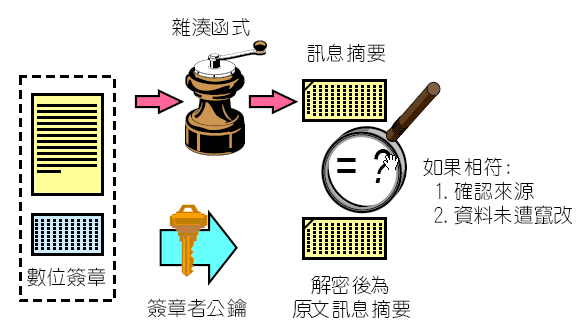 雜湊函式
訊息摘要
= ?
如果相符:
1. 確認來源
2. 資料未遭竄改
數位簽章
簽章者公鑰
解密後為
原文訊息摘要